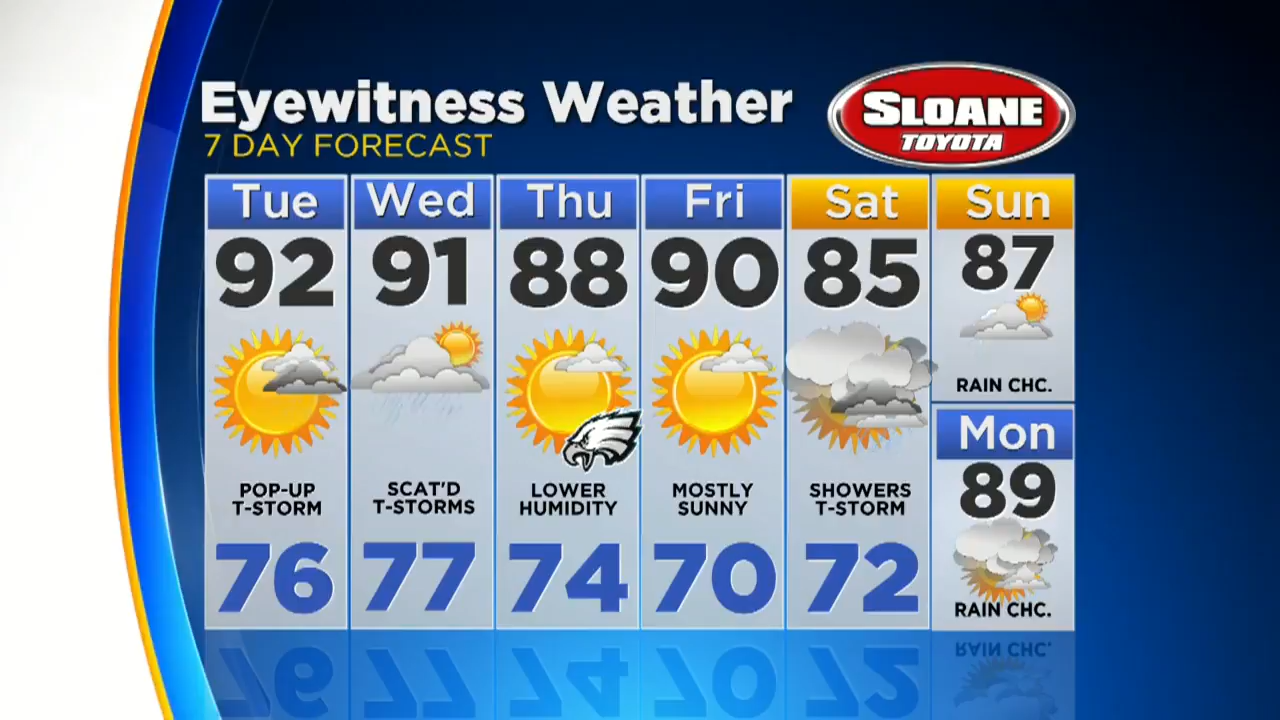 Eyewitness Weather
7 DAY FORECAST
SLOANE
TOYOTA
Tue
92
POP-UP
T-STORM
76
Wed
91
SCAT'D
T-STORMS
77
Thu
88
LOWER
HUMIDITY
74
Fri
90
MOSTLY
SUNNY
70
Sat
85
SHOWERS
T-STORM
72
Sun
87
RAIN CHC.
Mon
89
RAIN CHC.